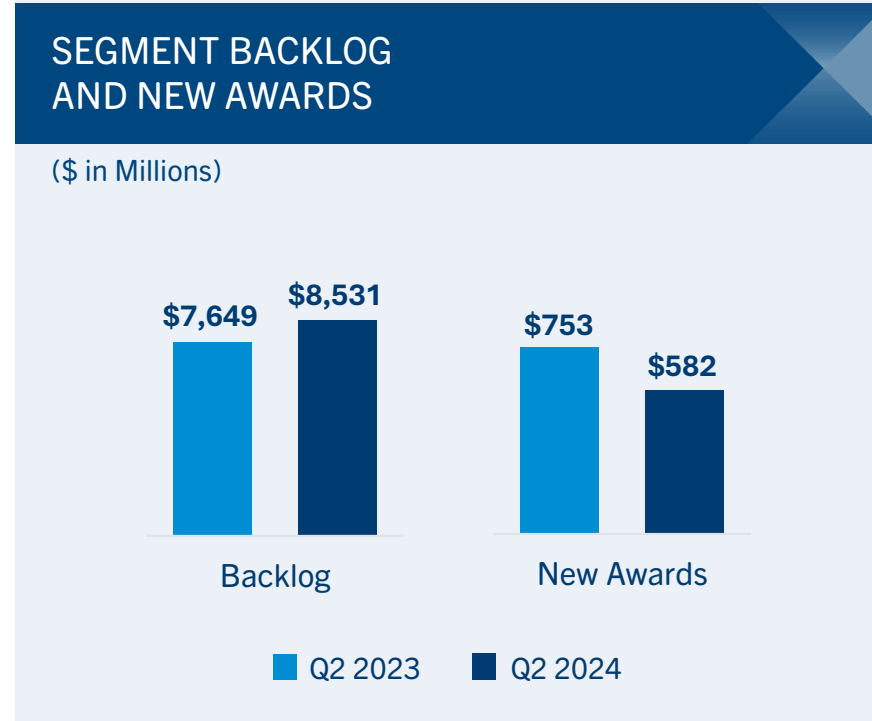 SEGMENT BACKLOG
AND NEW AWARDS
($ in Millions)
$7,649
$8,531
$753
$582
Backlog
New Awards
Q2 2023
Q2 2024